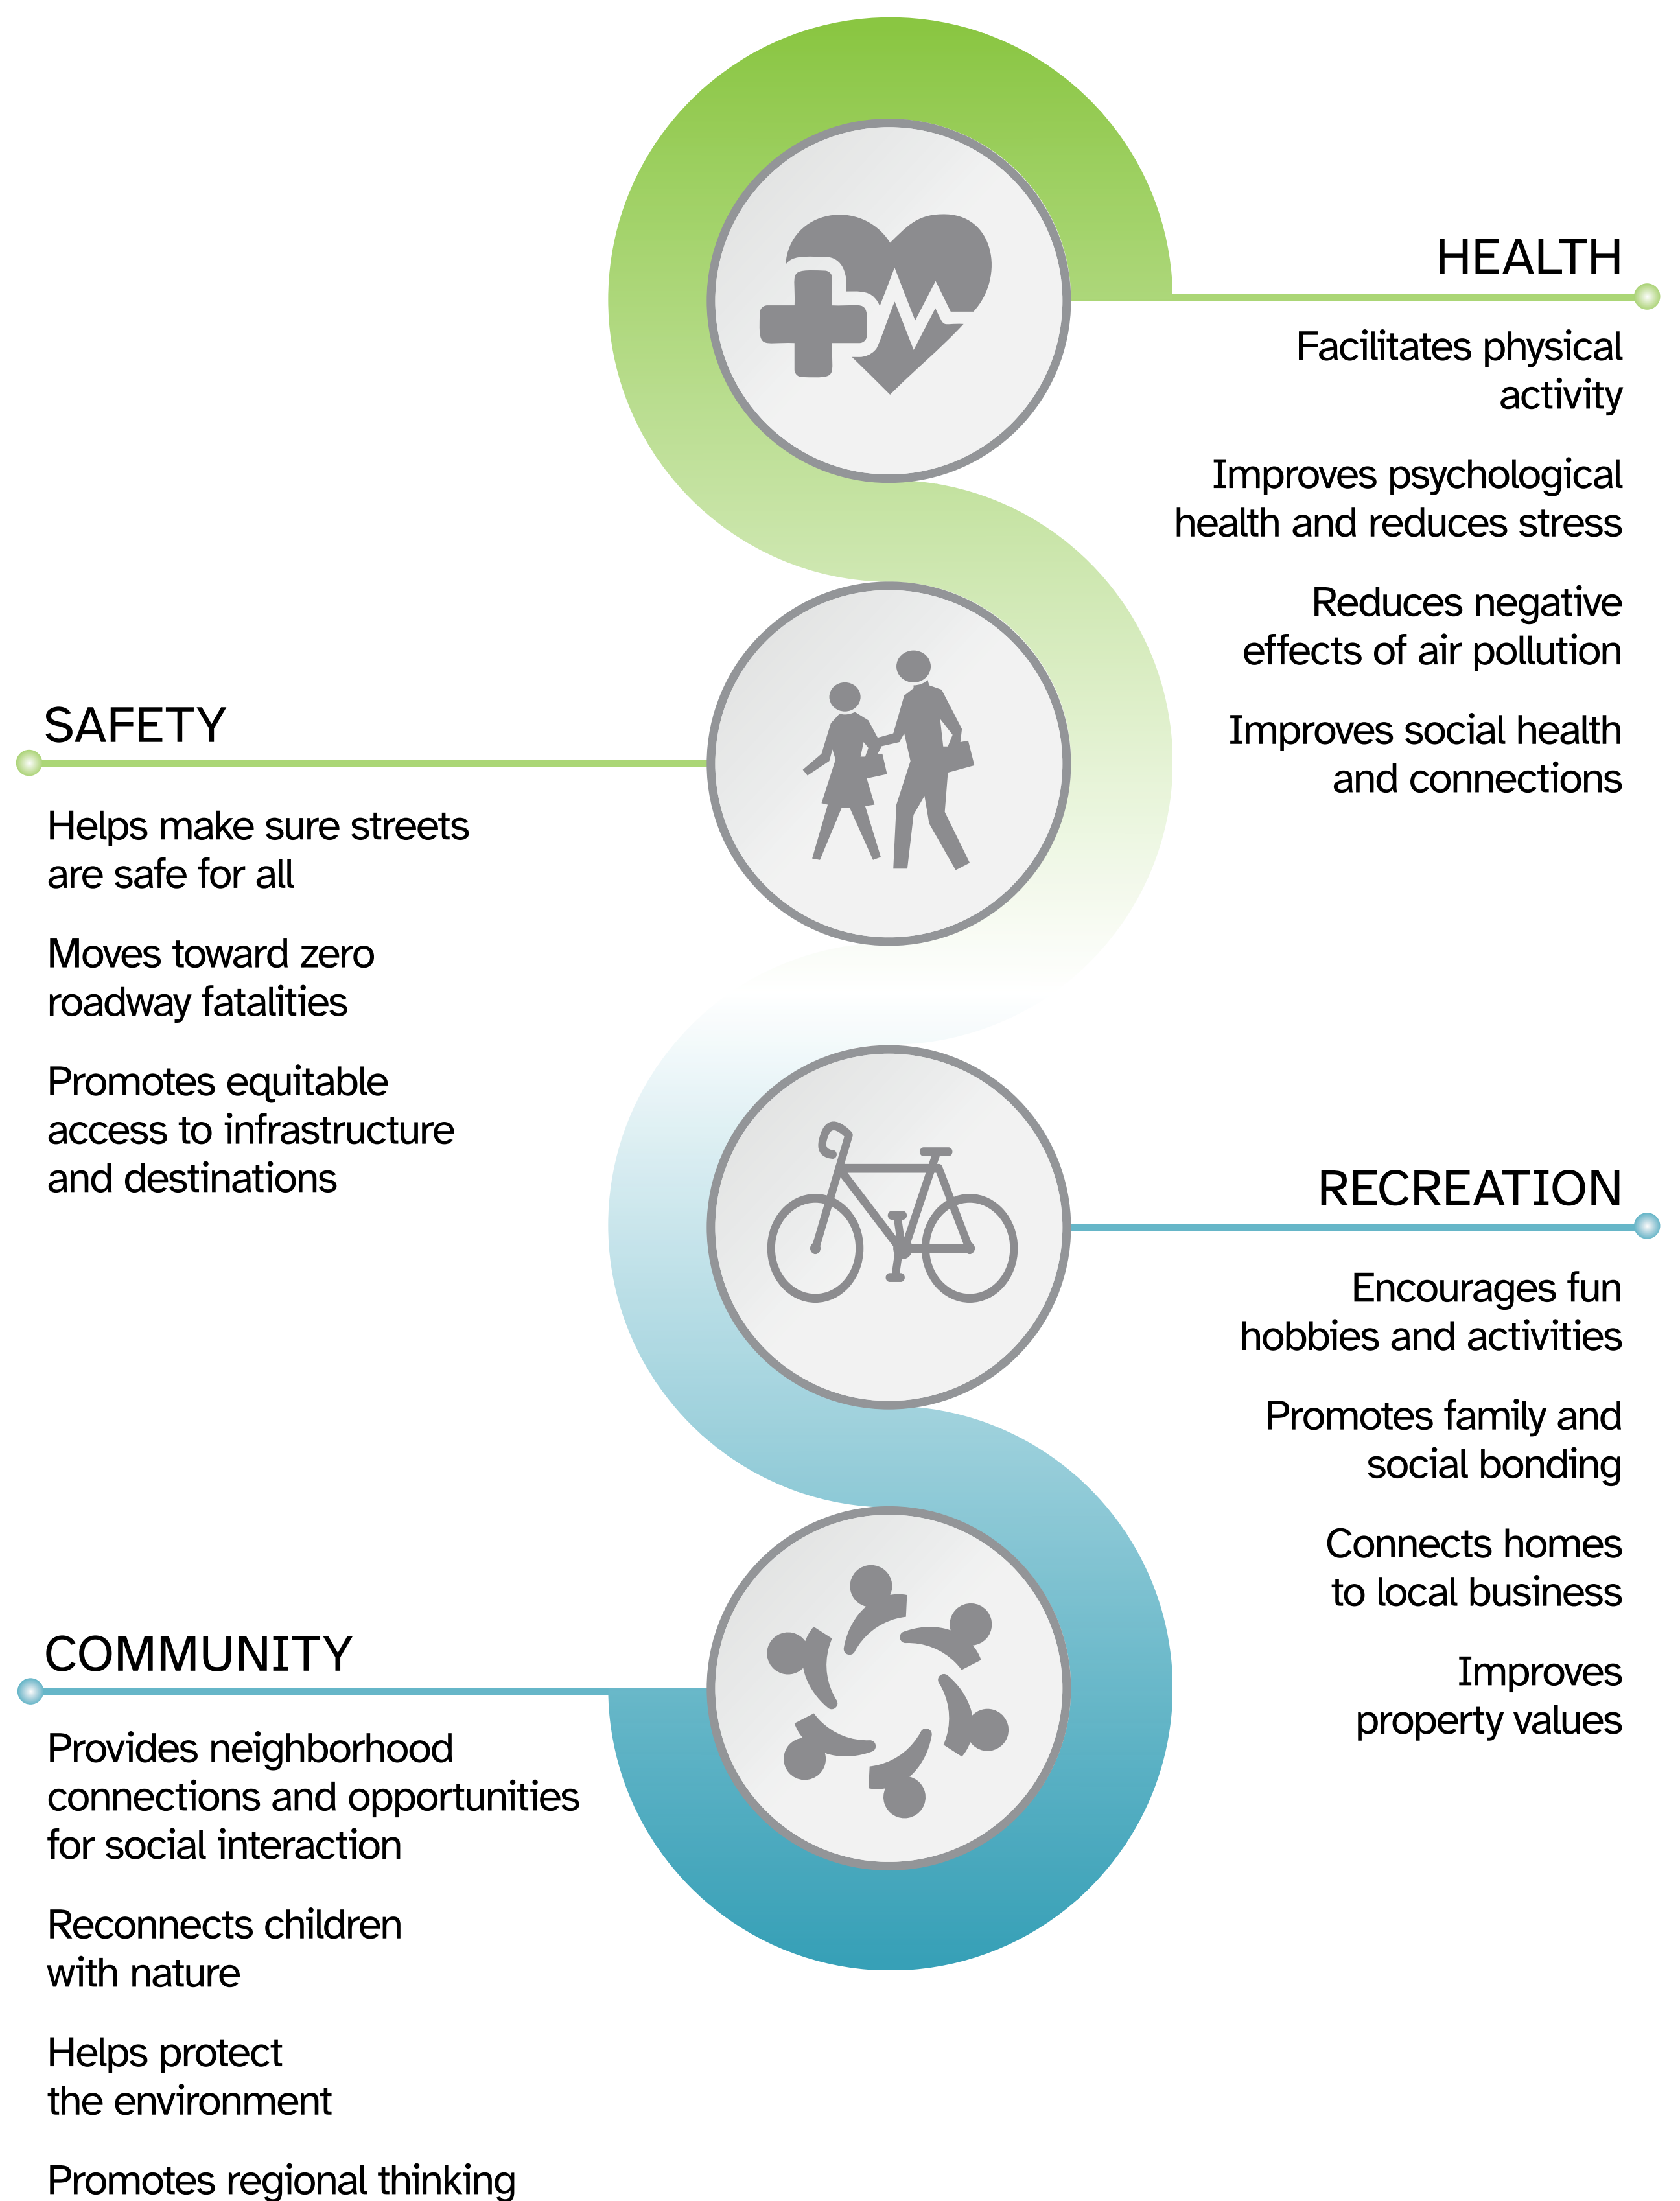 HEALTH
Facilitates physical
activity
Improves psychological
health and reduces stress
Reduces negative
effects of air pollution
Improves social health
and connections
SAFETY
Helps make sure streets
are safe for all
Moves toward zero
roadway fatalities
Promotes equitable
access to infrastructure
and destinations
RECREATION
Encourages fun
hobbies and activities
Promotes family and
social bonding
Connects homes
to local business
Improves
property values
COMMUNITY
Provides neighborhood
connections and opportunities
for social interaction
Reconnects children
with nature
Helps protect
the environment
Promotes regional thinking